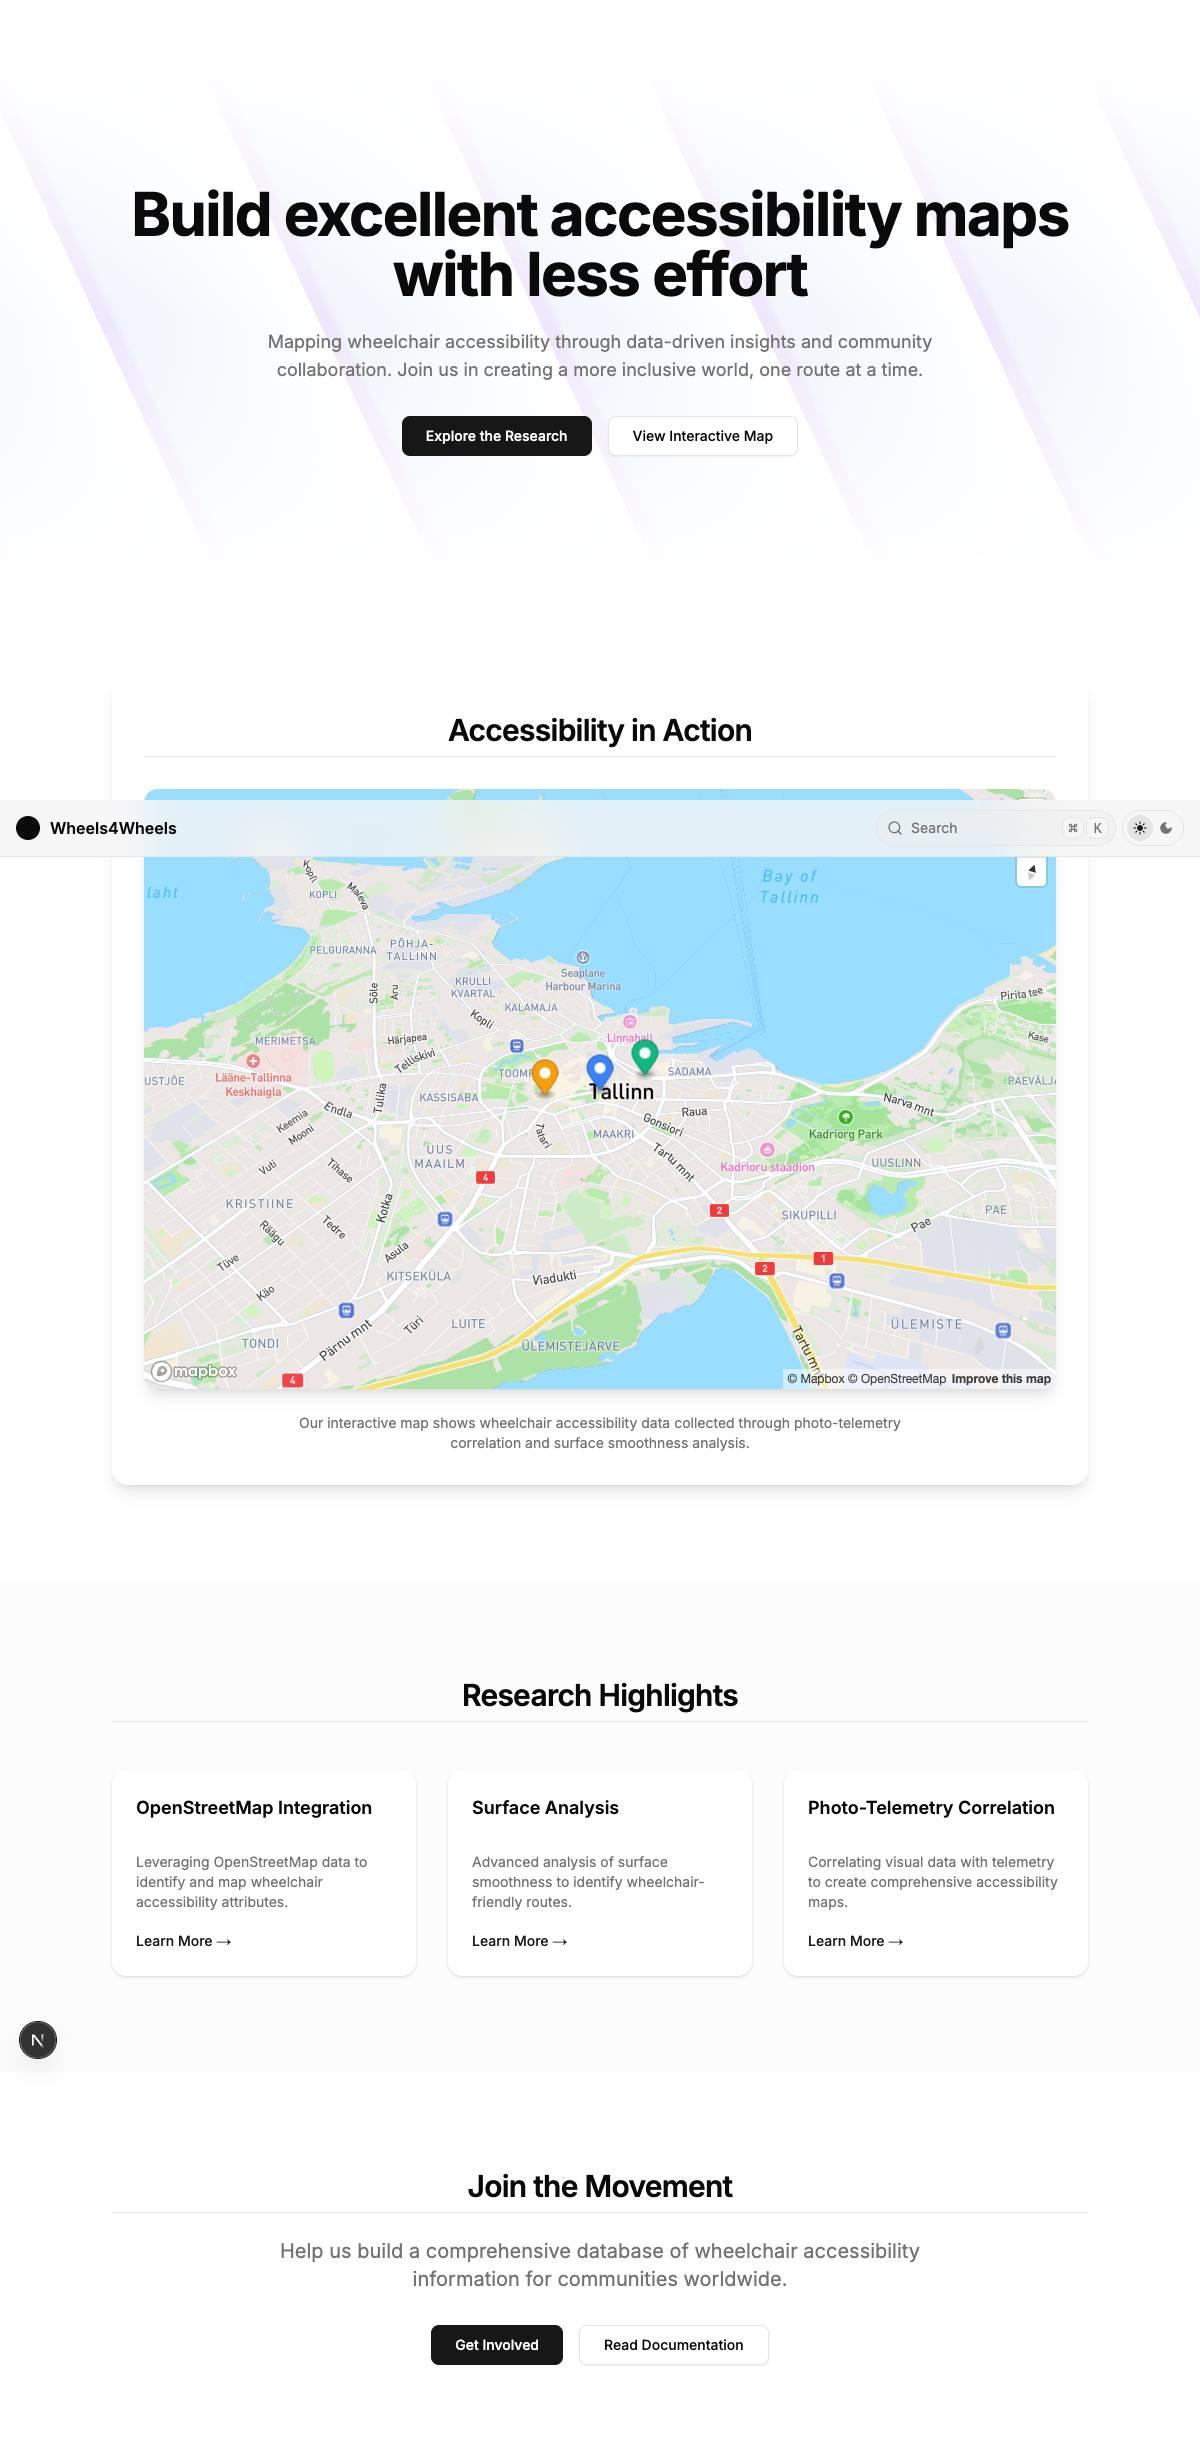 Build excellent accessibility maps
with less effort
Mapping wheelchair accessibility through data-driven insights and community
collaboration. Join us in creating a more inclusive world, one route at a time.
Explore the Research
View Interactive Map
Accessibility in Action
Wheels4Wheels
Search
⌘ K
laht
Bay of
Tallinn
Kopli
Maleva
KOPLI
PELGURANNA
PÕHJA-
TALLINN
Seaplane
Harbour Marina
KRULLI
KVARTAL
Sõle
Aru
KALAMAJA
Kopli
Pirita tee
Linnahall
Kase
MERIMETSA
Härjapea
Telliskivi
USTJÕE
Lääne-Tallinna
Keskhaigla
TOOMP
SADAMA
PAEVÄLJA
Tallinn
Tulika
KASSISABA
Endla
Keemia
Mooni
Raua
Narva mnt
Gonsiori
Tatari
MAAKRI
Kadriorg Park
UUS
MAAILM
Tartu mnt
Kadrioru staadion
UUSLINN
Vuti
Tihase
4
KRISTIINE
Kotka
2
SIKUPILLI
PAE
Räägu
Tedre
Pae
Tüve
Asula
1
KITSEKÜLA
Viadukti
2
Käo
TONDI
Pärnu mnt
Türi
LUITE
ÜLEMISTEJÄRVE
ÜLEMISTE
Tartu mnt
mapbox
4
© Mapbox © OpenStreetMap Improve this map
Our interactive map shows wheelchair accessibility data collected through photo-telemetry
correlation and surface smoothness analysis.
Research Highlights
OpenStreetMap Integration
Leveraging OpenStreetMap data to
identify and map wheelchair
accessibility attributes.
Learn More →
Surface Analysis
Advanced analysis of surface
smoothness to identify wheelchair-
friendly routes.
Learn More →
Photo-Telemetry Correlation
Correlating visual data with telemetry
to create comprehensive accessibility
maps.
Learn More →
N
Join the Movement
Help us build a comprehensive database of wheelchair accessibility
information for communities worldwide.
Get Involved
Read Documentation